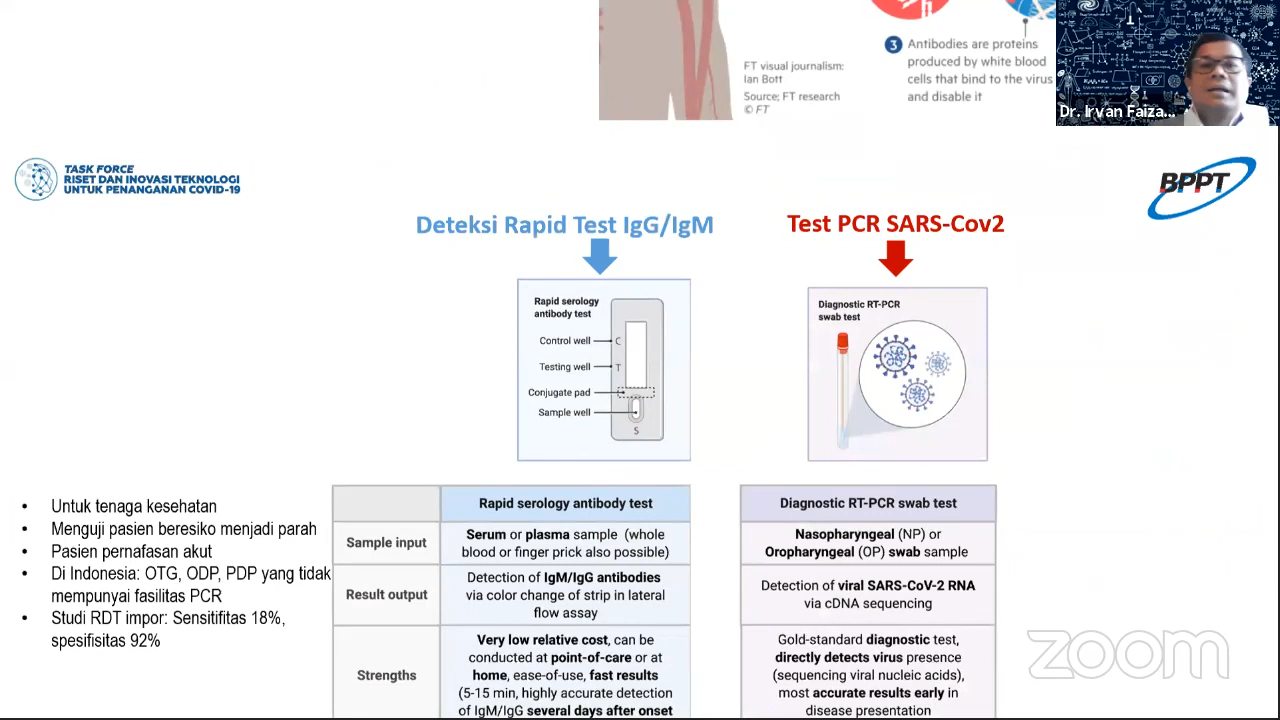 3 Antibodies are proteins
produced by white blood
cells that bind to the virus
and disable it
FT visual journalism:
Ian Bott
Source; FT research
© FT
Dr. Irvan Faiza...
TASK FORCE
RISET DAN INOVASI TEKNOLOGI
UNTUK PENANGANAN COVID-19
BPPT
Deteksi Rapid Test IgG/IgM
Test PCR SARS-Cov2
Rapid serology
antibody test
Control well
C
Testing well
T
Conjugate pad
Sample well
S
Diagnostic RT-PCR
swab test
• Untuk tenaga kesehatan
• Menguji pasien beresiko menjadi parah
• Pasien pernafasan akut
• Di Indonesia: OTG, ODP, PDP yang tidak
mempunyai fasilitas PCR
• Studi RDT impor: Sensitifitas 18%,
spesifisitas 92%
Rapid serology antibody test
Diagnostic RT-PCR swab test
Sample input
Serum or plasma sample (whole
blood or finger prick also possible)
Nasopharyngeal (NP) or
Oropharyngeal (OP) swab sample
Result output
Detection of IgM/IgG antibodies
via color change of strip in lateral
flow assay
Detection of viral SARS-CoV-2 RNA
via cDNA sequencing
Strengths
Very low relative cost, can be
conducted at point-of-care or at
home, ease-of-use, fast results
(5-15 min, highly accurate detection
of IgM/IgG several days after onset
Gold-standard diagnostic test,
directly detects virus presence
(sequencing viral nucleic acids),
most accurate results early in
disease presentation
zoom